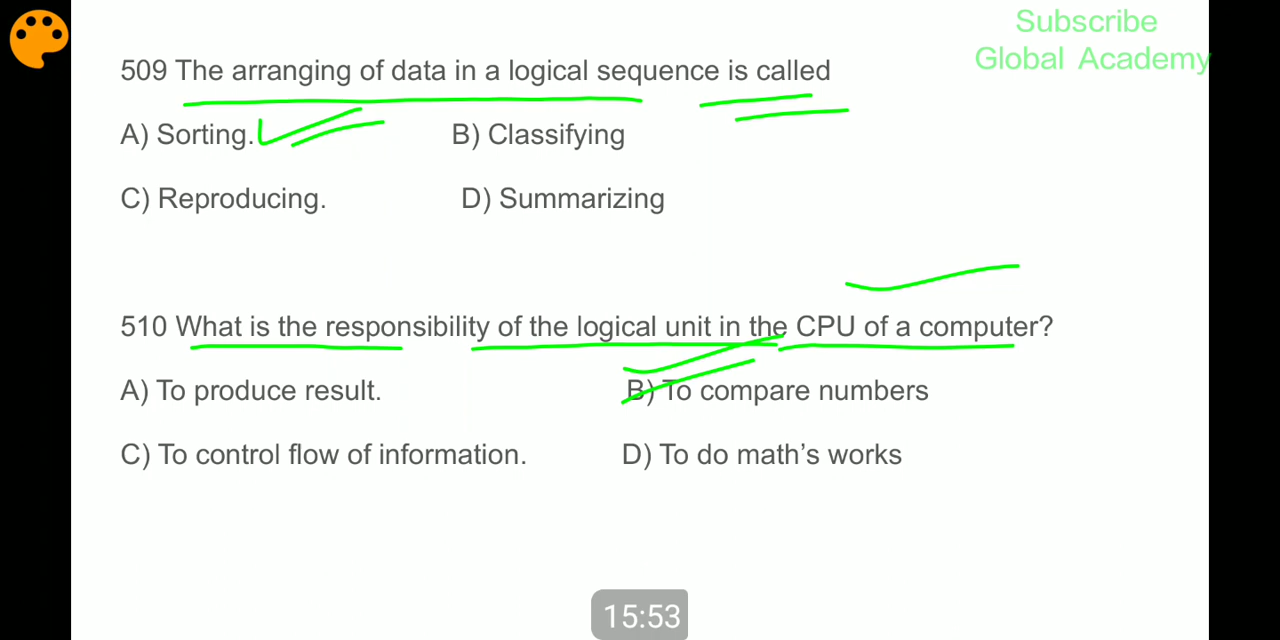 Subscribe
Global Academy
509 The arranging of data in a logical sequence is called
A) Sorting. B) Classifying
C) Reproducing. D) Summarizing
510 What is the responsibility of the logical unit in the CPU of a computer?
A) To produce result. B) To compare numbers
C) To control flow of information. D) To do math’s works
15:53